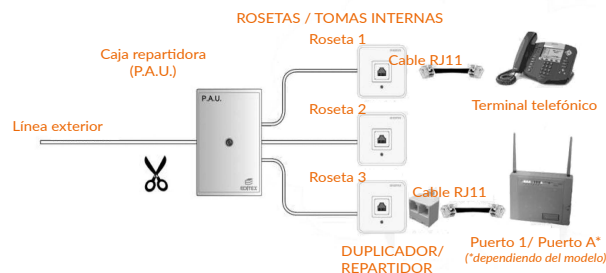 ROSETAS / TOMAS INTERNAS
Roseta 1
Caja repartidora
(P.A.U.)
Cable RJ11
P.A.U.
Terminal telefónico
Roseta 2
Línea exterior
Roseta 3
Cable RJ11
DUPLICADOR/
REPARTIDOR
Puerto 1/ Puerto A*
(*dependiendo del modelo)